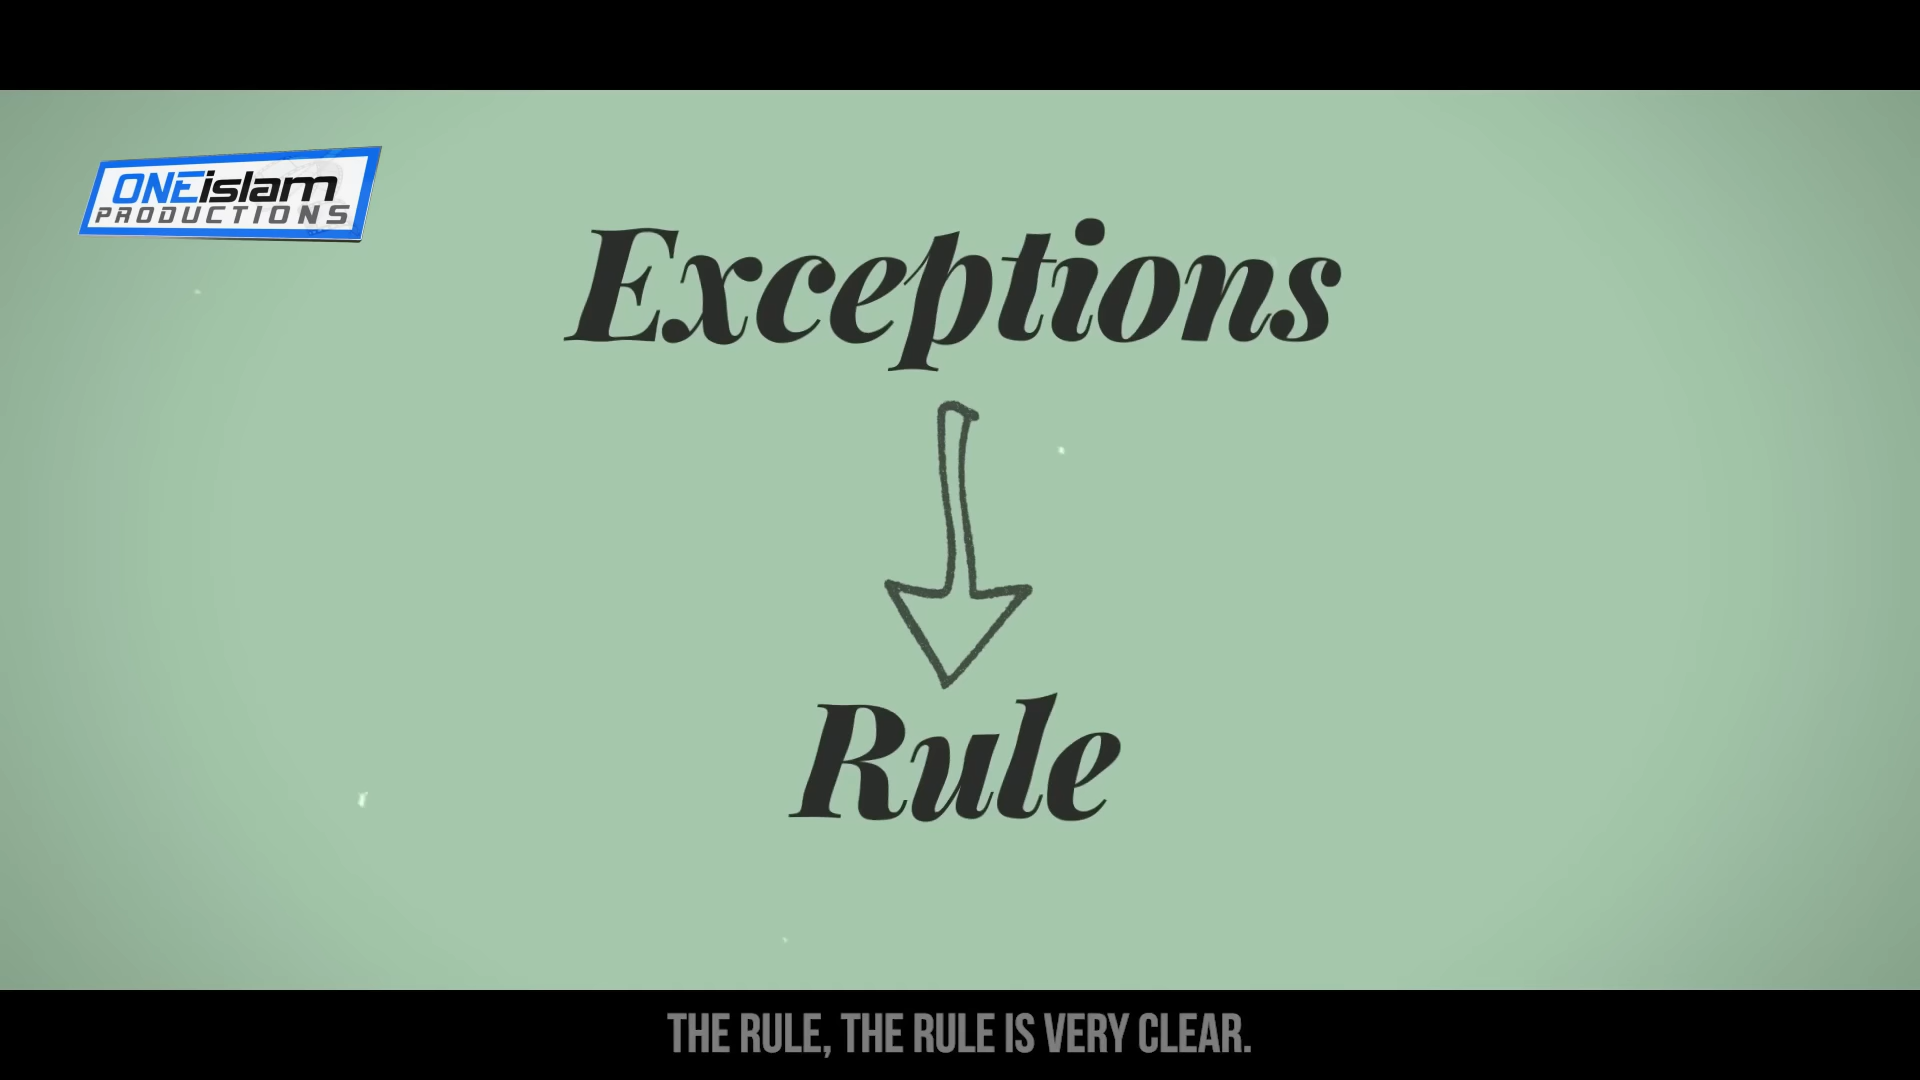 ONEislam
PRODUCTIONS
Exceptions
Rule
THE RULE, THE RULE IS VERY CLEAR.